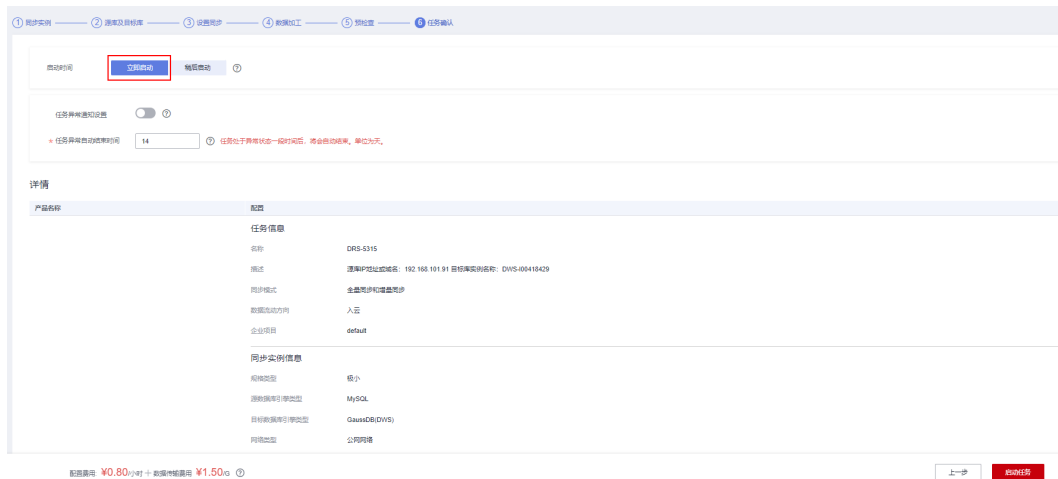 1 同步实例 2 源库及目标库 3 设置同步 4 数据加工 5 预检查 6 任务确认
启动时间 立即启动 稍后启动 ?
任务异常通知设置 ?
* 任务异常自动结束时间 14 ? 任务处于异常状态一段时间后，将会自动结束，单位为天。
详情
产品名称 配置
任务信息
名称 DRS-5315
描述 源库IP地址或域名：192.168.101.91 目标库实例名称：DWS-I00418429
同步模式 全量同步和增量同步
数据流动方向 入云
企业项目 default
同步实例信息
规格类型 极小
源数据库引擎类型 MySQL
目标数据库引擎类型 GaussDB(DWS)
网络类型 公网网络
配置费用 ¥0.80/小时 + 数据传输费用 ¥1.50/G ? 上一步 启动任务